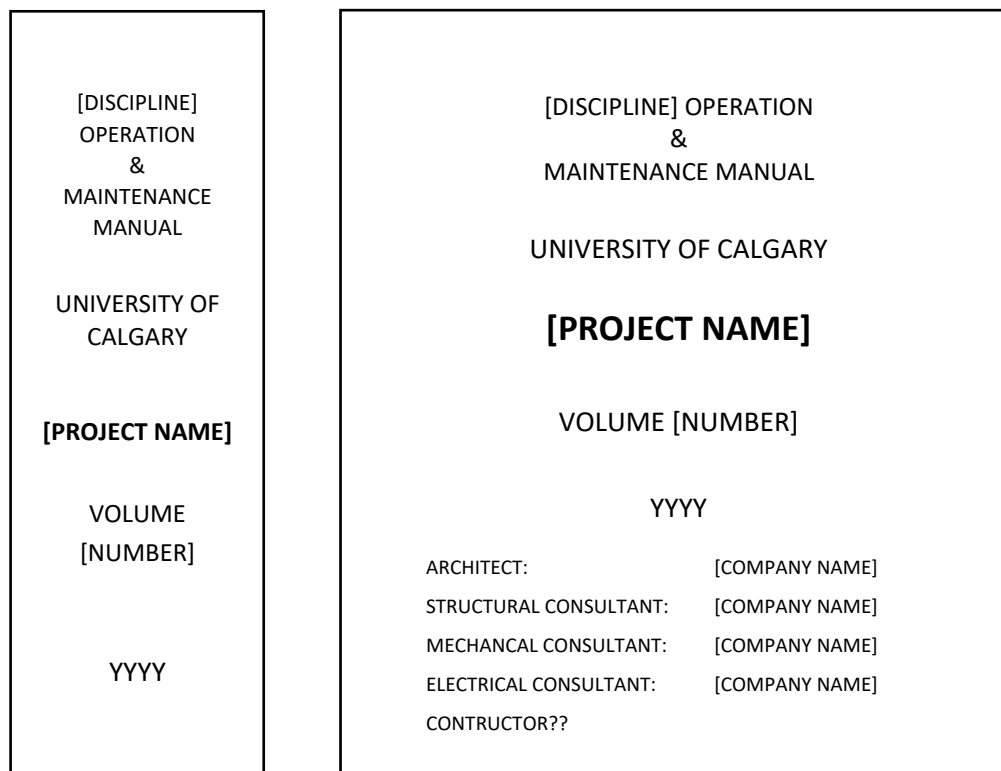 [DISCIPLINE]
OPERATION
&
MAINTENANCE
MANUAL
UNIVERSITY OF
CALGARY
[PROJECT NAME]
VOLUME
[NUMBER]
YYYY
[DISCIPLINE] OPERATION
&
MAINTENANCE MANUAL
UNIVERSITY OF CALGARY
[PROJECT NAME]
VOLUME [NUMBER]
YYYY
ARCHITECT: [COMPANY NAME]
STRUCTURAL CONSULTANT: [COMPANY NAME]
MECHANCAL CONSULTANT: [COMPANY NAME]
ELECTRICAL CONSULTANT: [COMPANY NAME]
CONTRUCTOR??